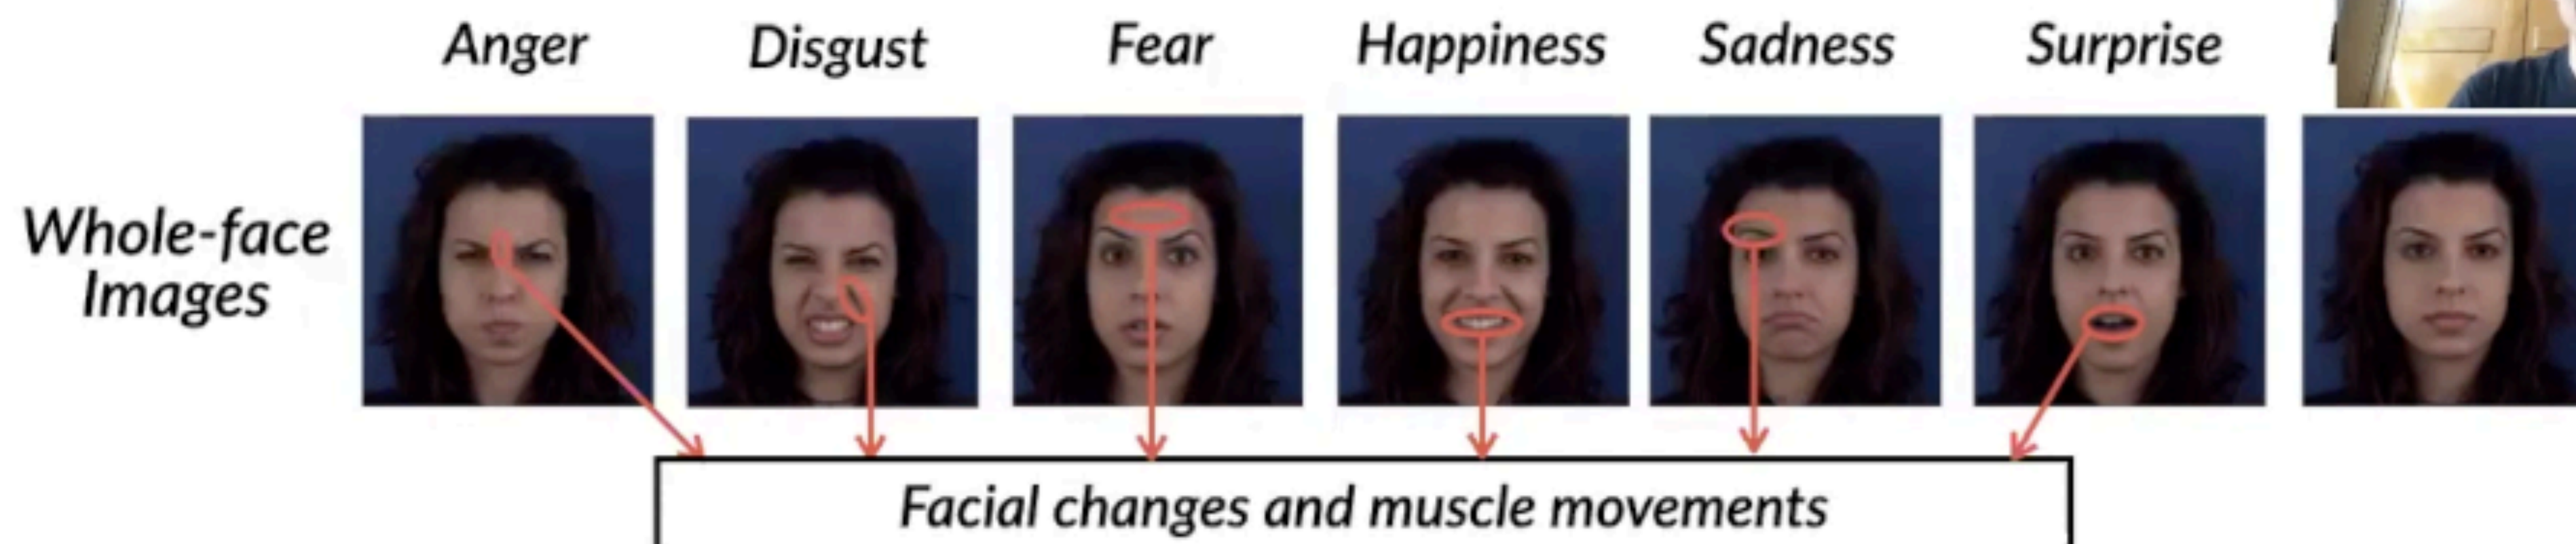 Anger Disgust Fear Happiness Sadness Surprise
Whole-face
Images
Facial changes and muscle movements